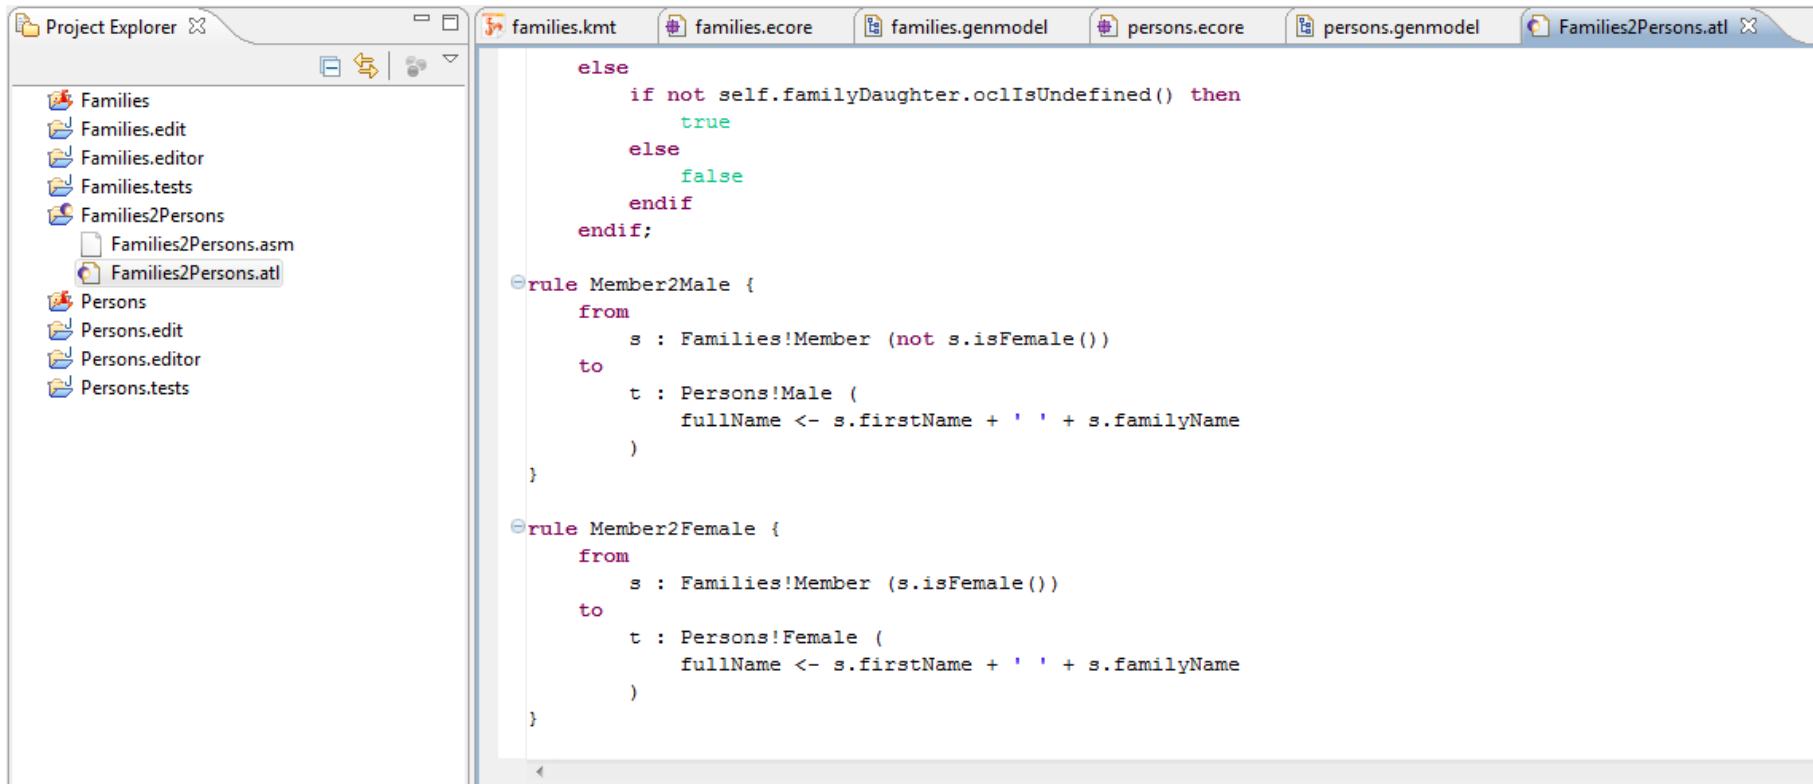 Project Explorer
Families
Families.edit
Families.editor
Families.tests
Families2Persons
Families2Persons.asm
Families2Persons.atl
Persons
Persons.edit
Persons.editor
Persons.tests
families.kmt
families.ecore
families.genmodel
persons.ecore
persons.genmodel
Families2Persons.atl
else
if not self.familyDaughter.oclIsUndefined() then
true
else
false
endif
endif;
rule Member2Male {
from
s : Families!Member (not s.isFemale())
to
t : Persons!Male (
fullName <- s.firstName + ' ' + s.familyName
)
}
rule Member2Female {
from
s : Families!Member (s.isFemale())
to
t : Persons!Female (
fullName <- s.firstName + ' ' + s.familyName
)
}